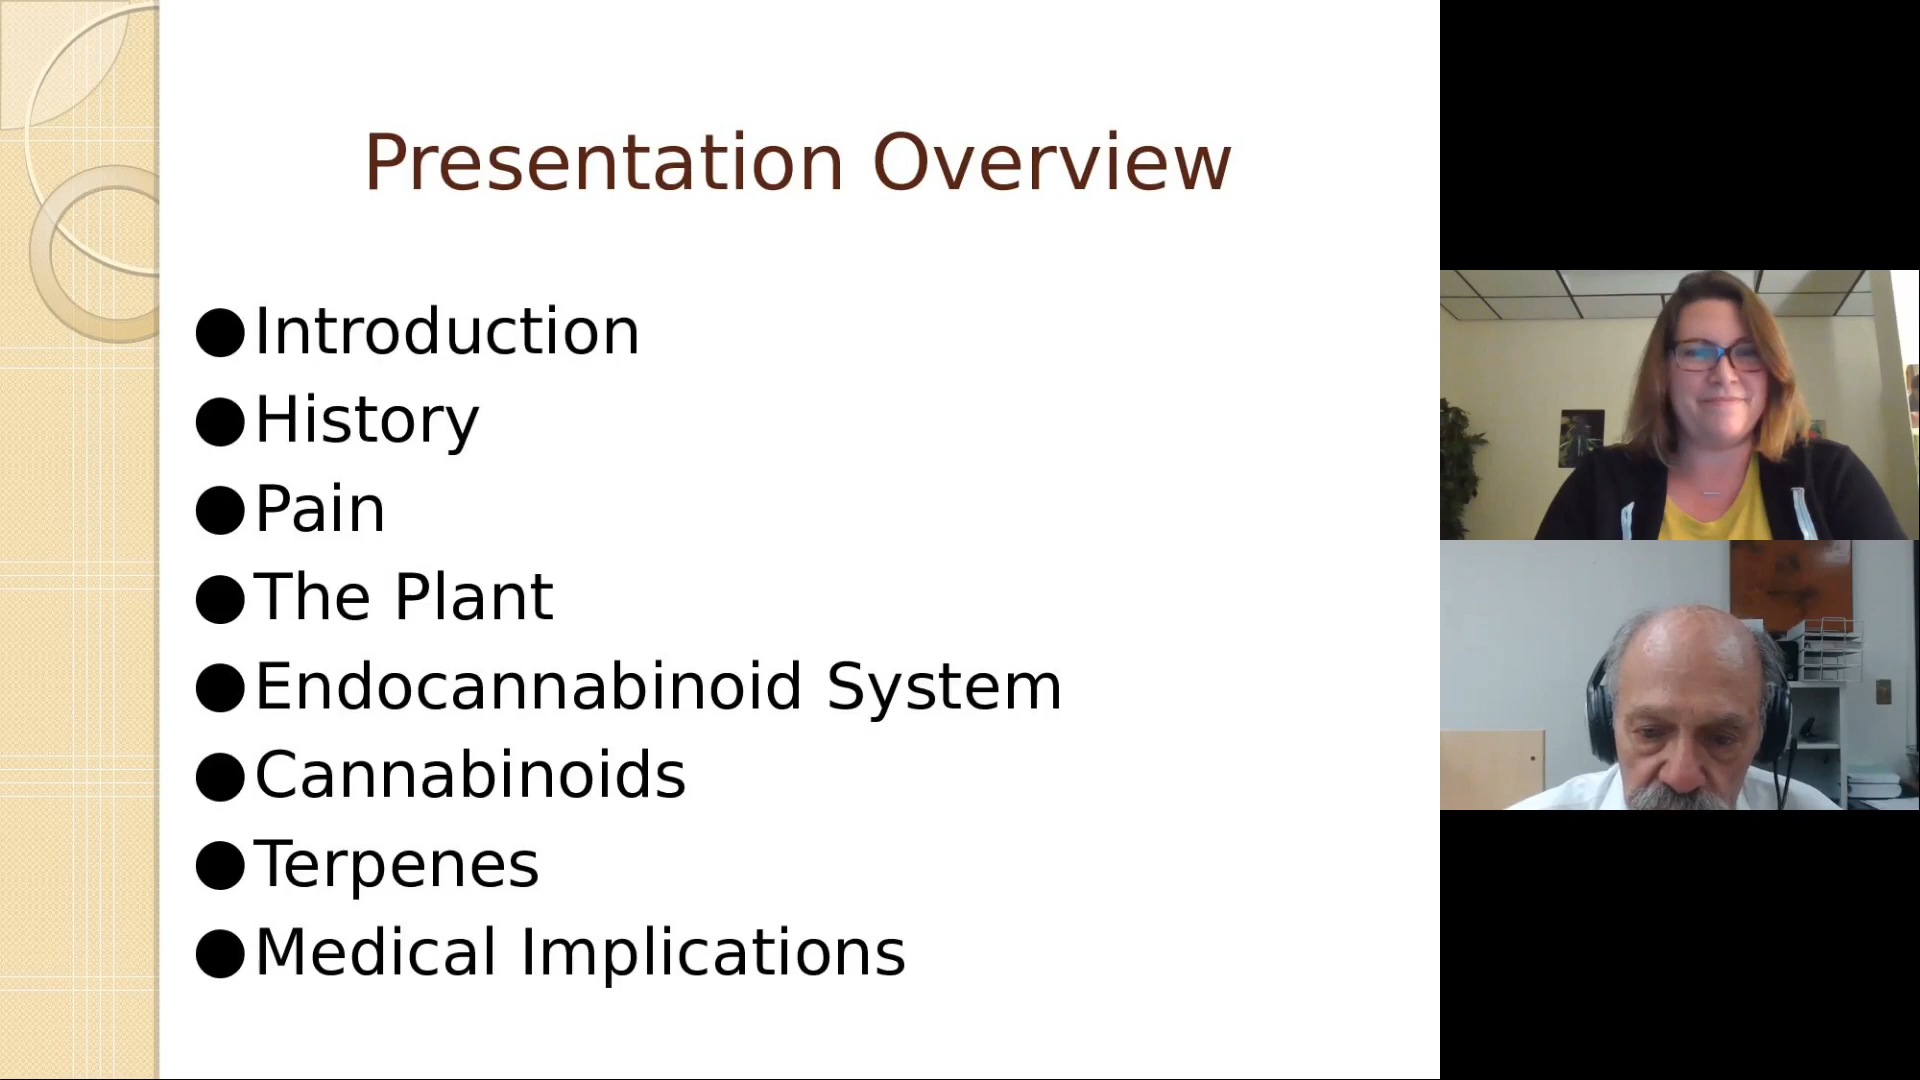 Presentation Overview
●Introduction
●History
●Pain
●The Plant
●Endocannabinoid System
●Cannabinoids
●Terpenes
●Medical Implications